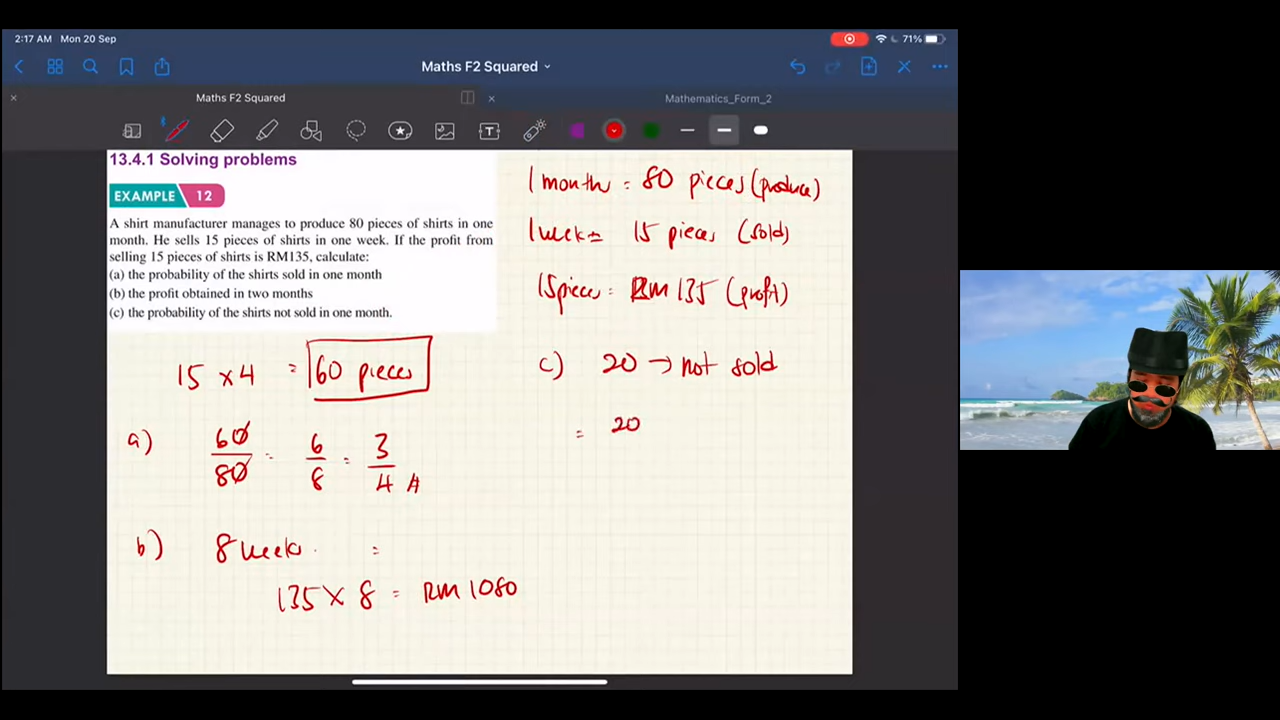 2:17 AM Mon 20 Sep
71%
Maths F2 Squared
Maths F2 Squared
Mathematics_Form_2
13.4.1 Solving problems
EXAMPLE 12
A shirt manufacturer manages to produce 80 pieces of shirts in one
month. He sells 15 pieces of shirts in one week. If the profit from
selling 15 pieces of shirts is RM135, calculate:
(a) the probability of the shirts sold in one month
(b) the profit obtained in two months
(c) the probability of the shirts not sold in one month.
1 month = 80 pieces (produce)
1 week = 15 pieces (sold)
15 pieces = RM 135 (profit)
15 x 4 = 60 pieces
a) 60/80 = 6/8 = 3/4
b) 8 weeks =
135 x 8 = RM 1080
c) 20 → not sold
= 20